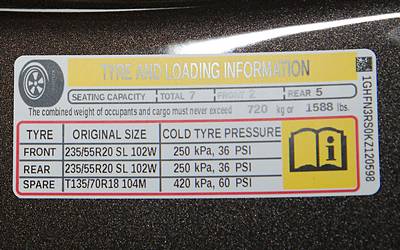 TYRE AND LOADING INFORMATION
SEATING CAPACITY TOTAL 7 FRONT 2 REAR 5
The combined weight of occupants and cargo must never exceed 720 kg or 1588 lbs.
TYRE ORIGINAL SIZE COLD TYRE PRESSURE
FRONT 235/55R20 SL 102W 250 kPa, 36 PSI
REAR 235/55R20 SL 102W 250 kPa, 36 PSI
SPARE T135/70R18 104M 420 kPa, 60 PSI
1GHFN3RS0KZ120598